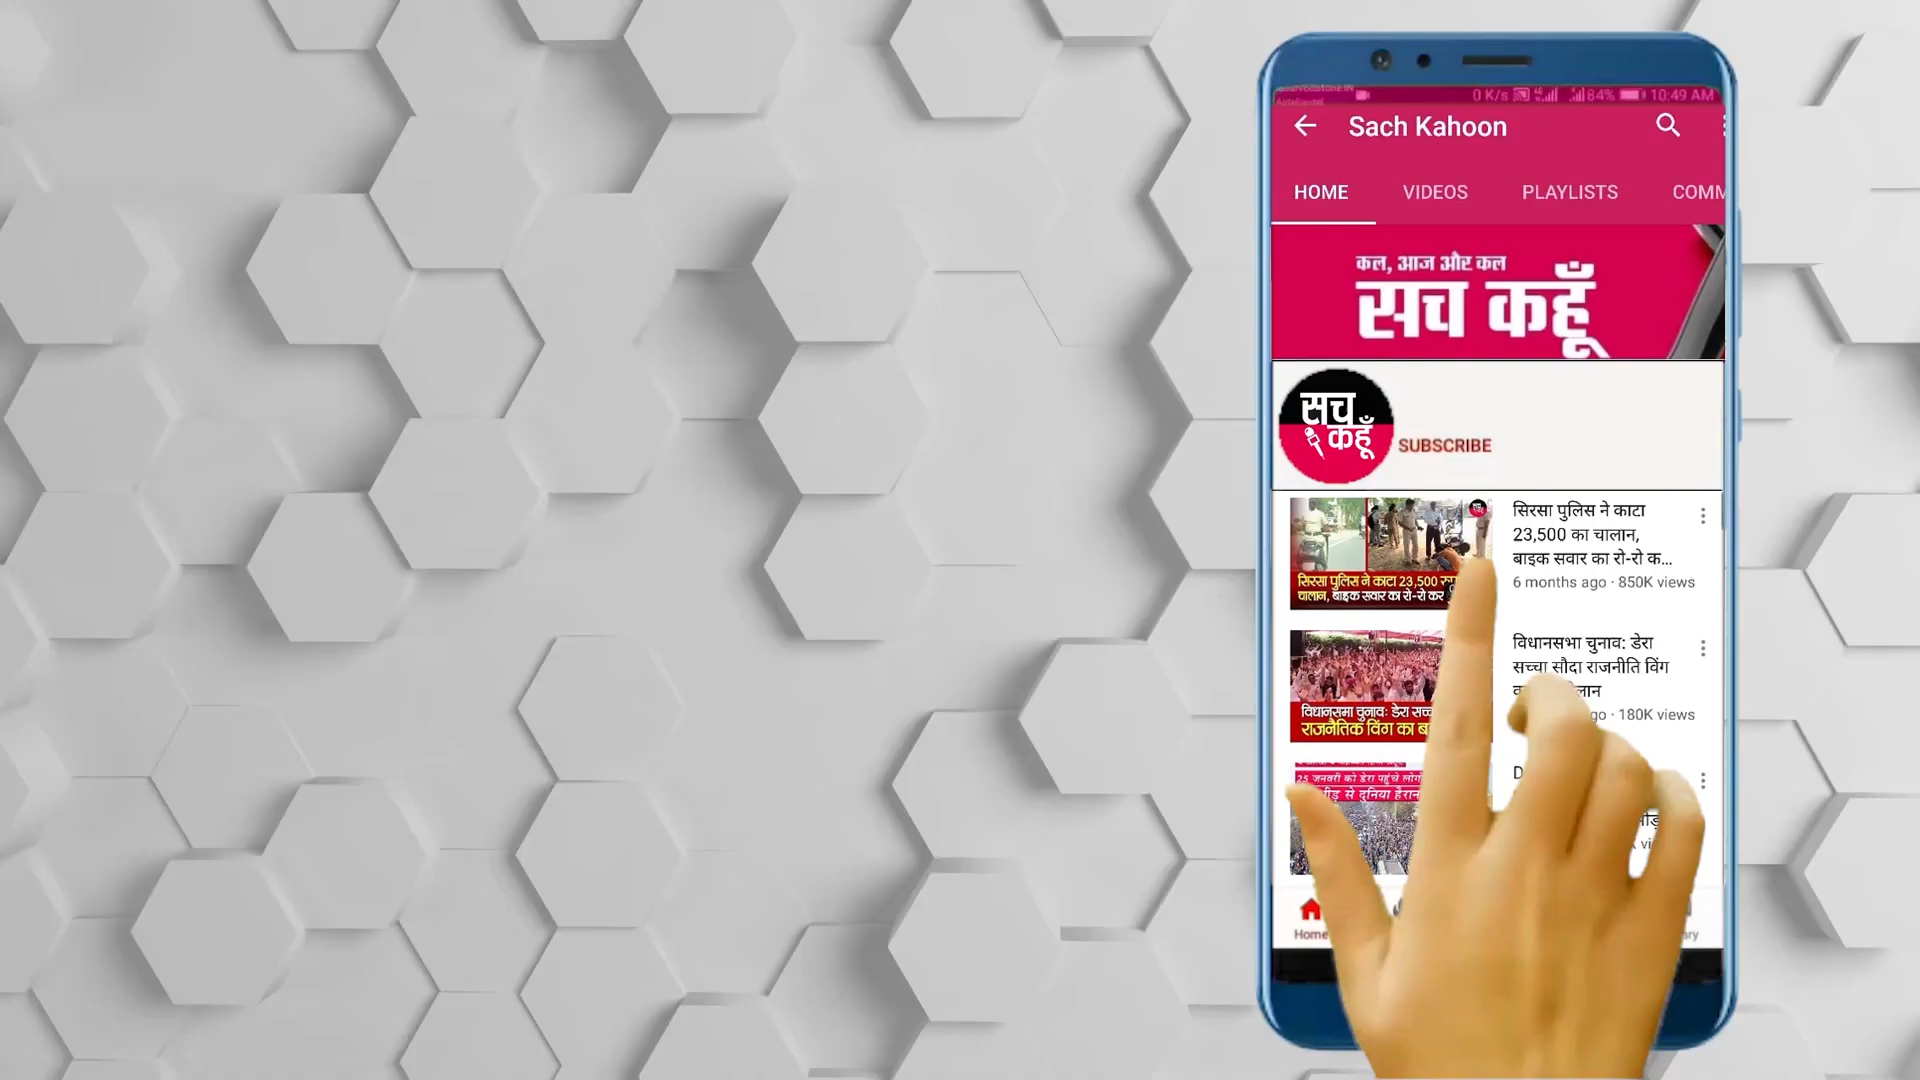 0 K/s 84% 10:49 AM
Sach Kahoon
HOME VIDEOS PLAYLISTS COMM
कल, आज और कल
सच कहूँ
सच
कहूँ
SUBSCRIBE
सिरसा पुलिस ने काटा 23,500
चालान, बाइक सवार का रो-रो कर
सिरसा पुलिस ने काटा
23,500 का चालान,
बाइक सवार का रो-रो क...
6 months ago · 850K views
विधानसभा चुनाव: डेरा
राजनैतिक विंग का
विधानसभा चुनाव: डेरा
सच्चा सौदा राजनीति विंग
180K views
25 जनवरी को डेरा पहुंचे
से दुनिया हैरान
Home